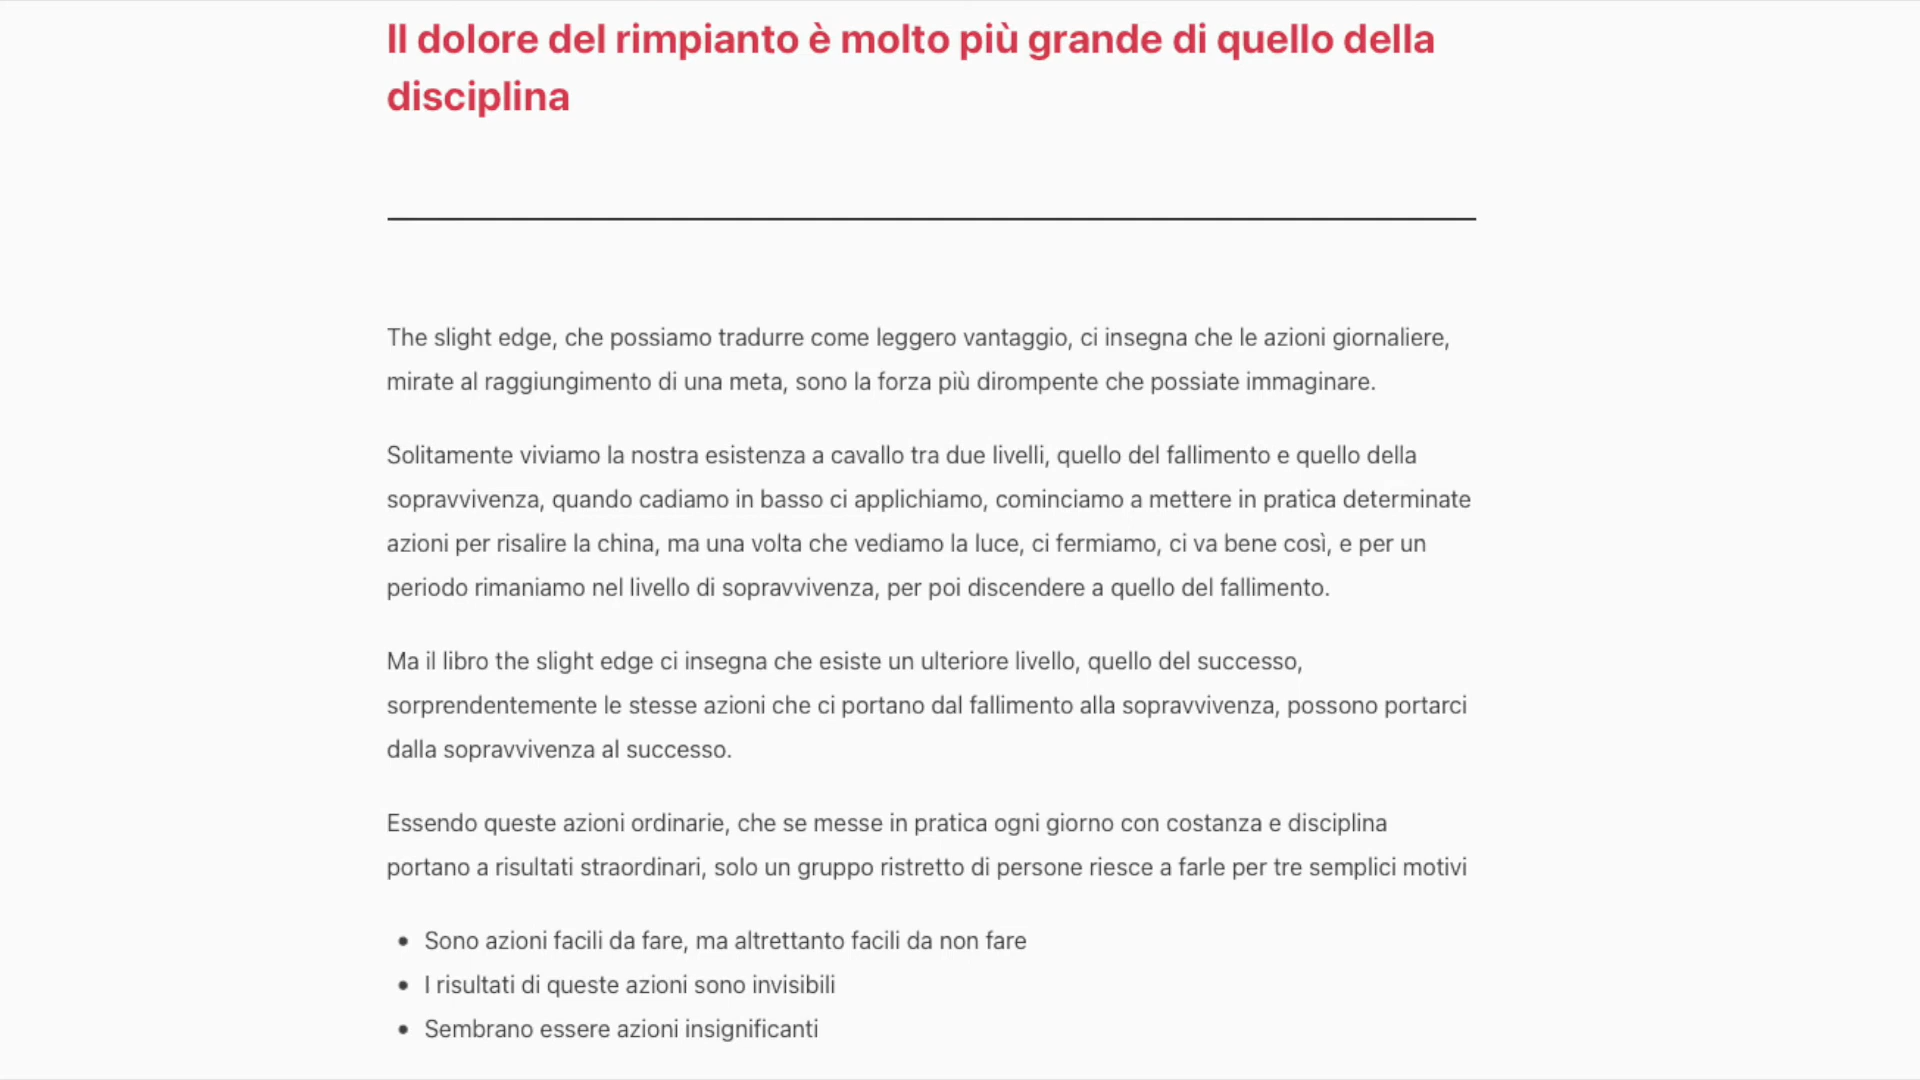 Il dolore del rimpianto è molto più grande di quello della
disciplina
The slight edge, che possiamo tradurre come leggero vantaggio, ci insegna che le azioni giornaliere,
mirate al raggiungimento di una meta, sono la forza più dirompente che possiate immaginare.
Solitamente viviamo la nostra esistenza a cavallo tra due livelli, quello del fallimento e quello della
sopravvivenza, quando cadiamo in basso ci applichiamo, cominciamo a mettere in pratica determinate
azioni per risalire la china, ma una volta che vediamo la luce, ci fermiamo, ci va bene così, e per un
periodo rimaniamo nel livello di sopravvivenza, per poi discendere a quello del fallimento.
Ma il libro the slight edge ci insegna che esiste un ulteriore livello, quello del successo,
sorprendentemente le stesse azioni che ci portano dal fallimento alla sopravvivenza, possono portarci
dalla sopravvivenza al successo.
Essendo queste azioni ordinarie, che se messe in pratica ogni giorno con costanza e disciplina
portano a risultati straordinari, solo un gruppo ristretto di persone riesce a farle per tre semplici motivi
• Sono azioni facili da fare, ma altrettanto facili da non fare
• I risultati di queste azioni sono invisibili
• Sembrano essere azioni insignificanti